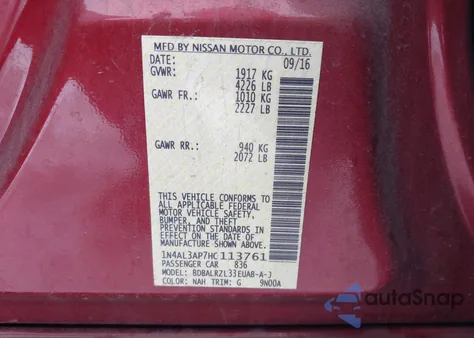 MFD BY NISSAN MOTOR CO., LTD.
DATE: 09/16
GVWR: 1917 KG
4226 LB
GAWR FR.: 1010 KG
2227 LB
GAWR RR.: 940 KG
2072 LB
THIS VEHICLE CONFORMS TO ALL
APPLICABLE FEDERAL
MOTOR VEHICLE SAFETY,
BUMPER, AND THEFT
PREVENTION STANDARDS
IN EFFECT ON THE DATE OF
MANUFACTURE SHOWN ABOVE.
1N4AL3AP7HC113761
PASSENGER CAR 836
MODEL: BDBALRZL33EUAB-A-J
COLOR: NAH TRIM: G 9N00A
autoSnap